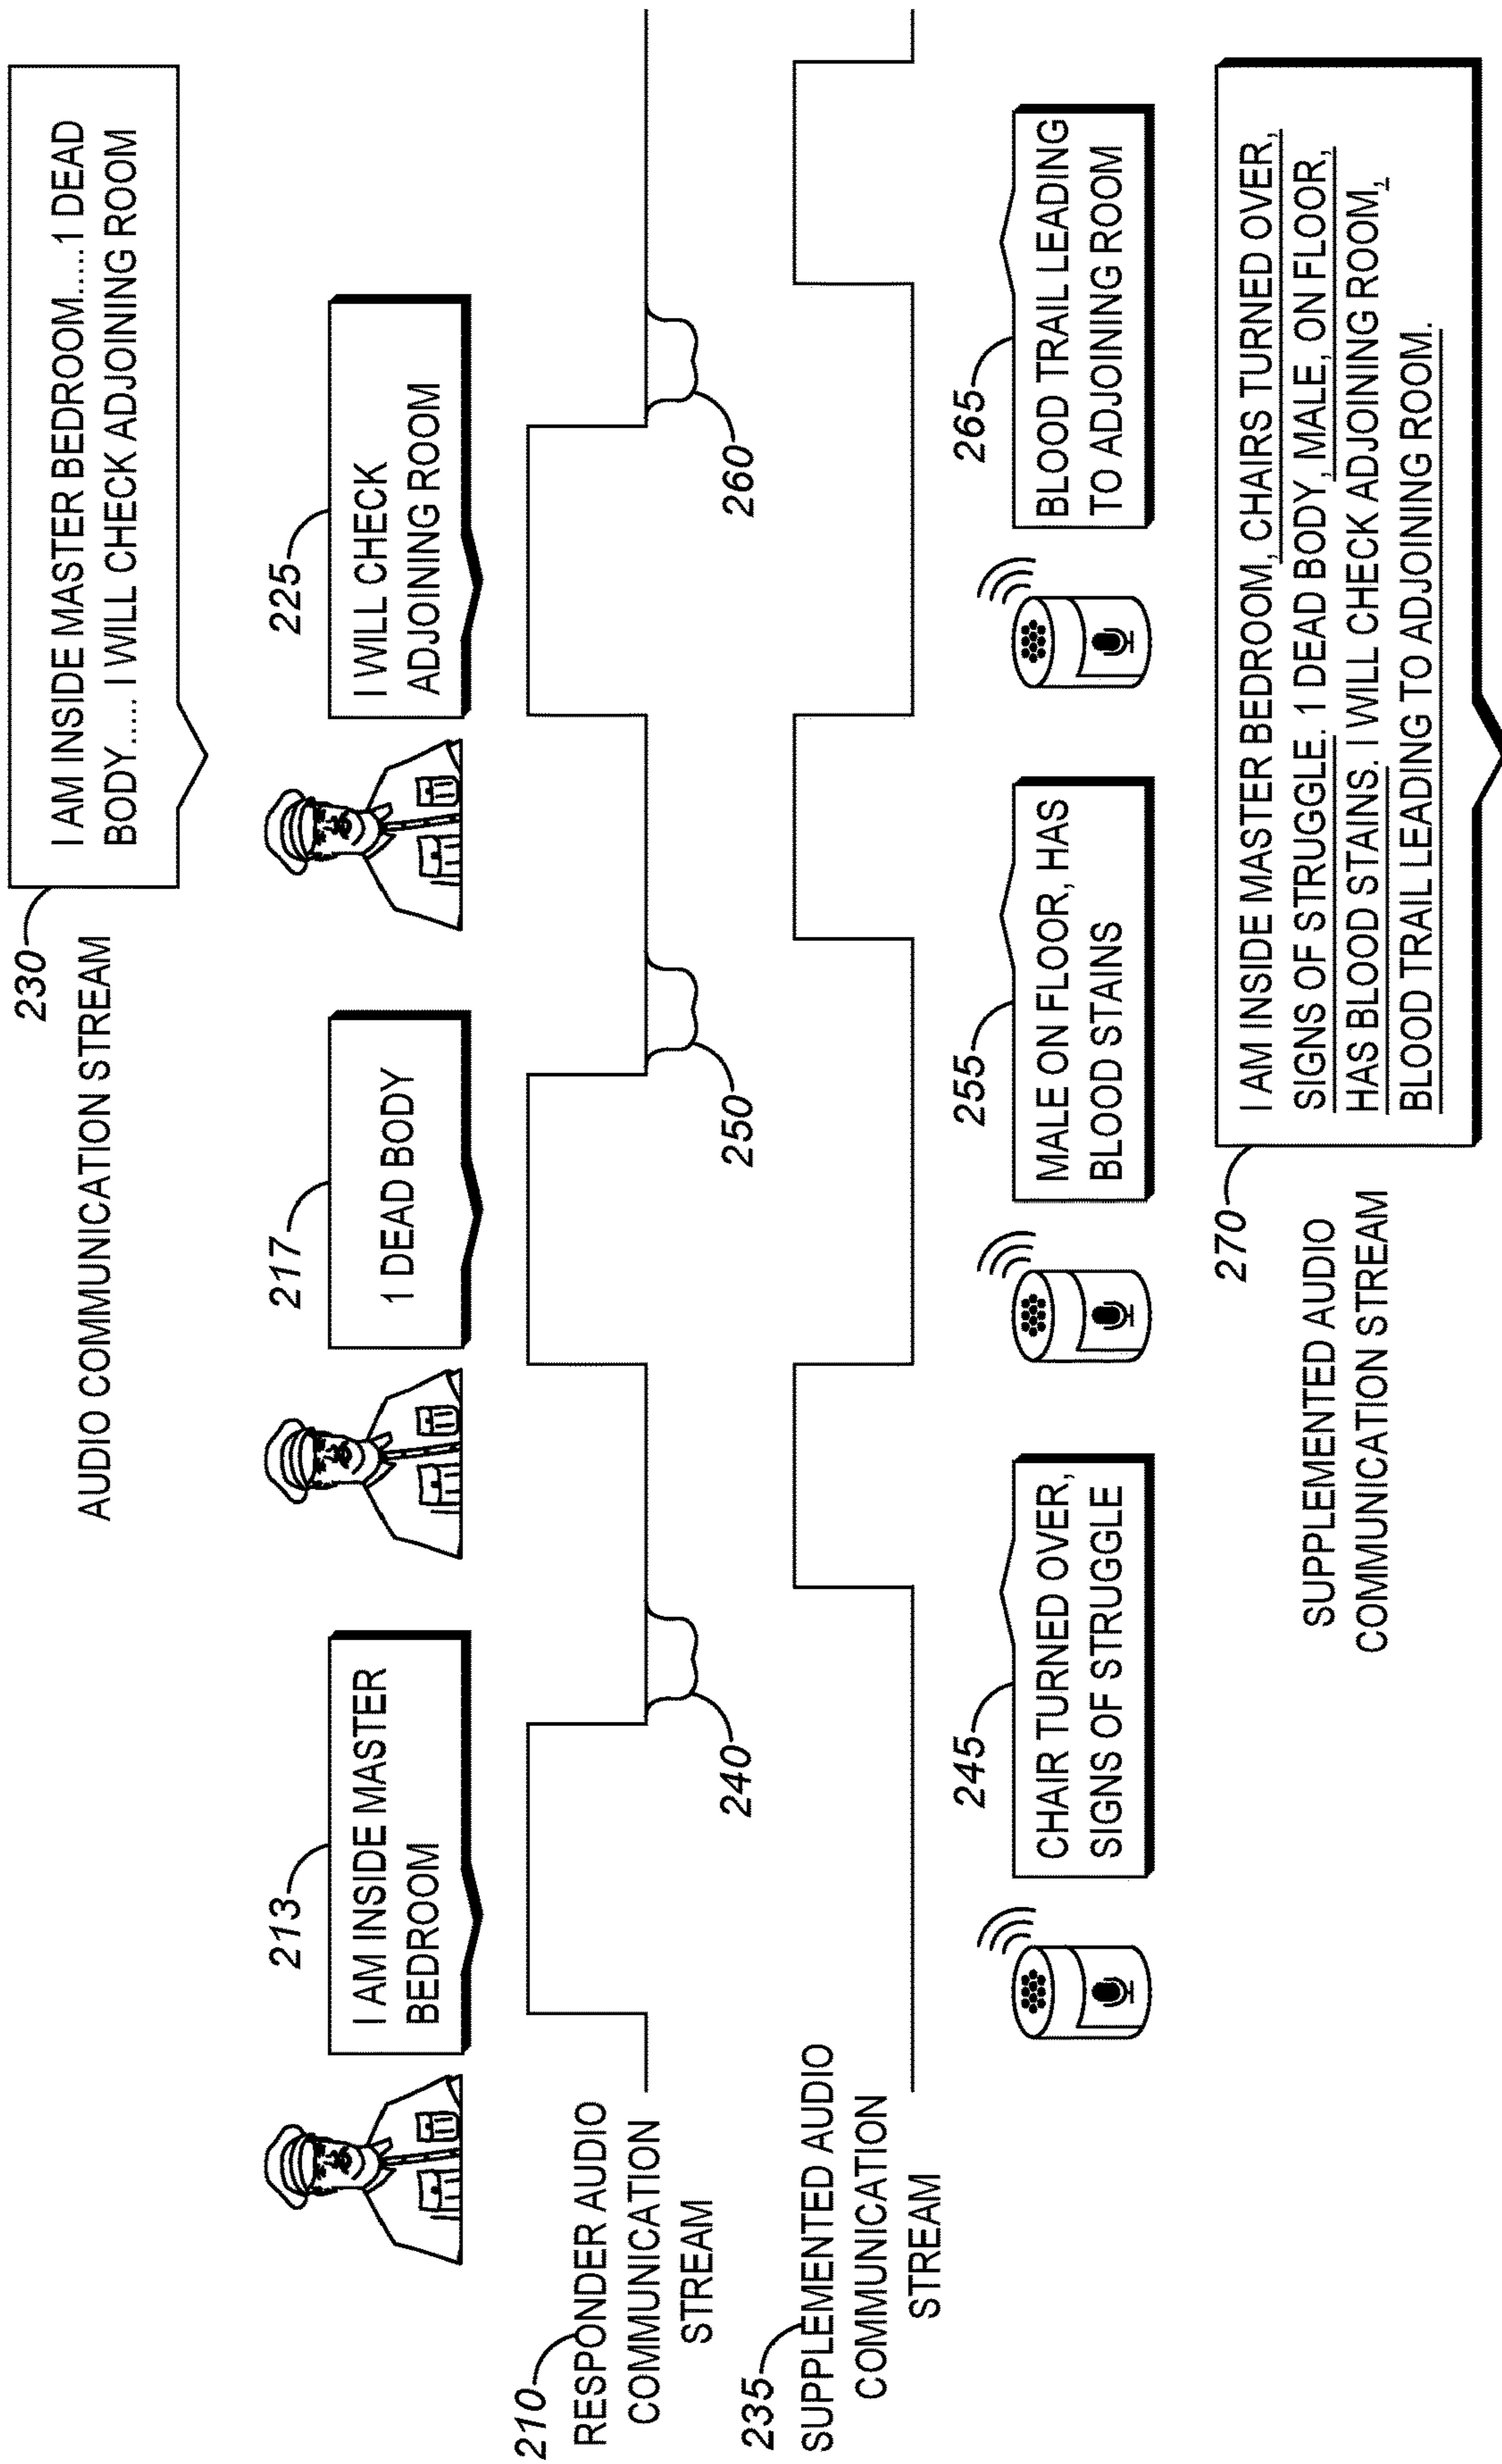 230
I AM INSIDE MASTER BEDROOM.....1 DEAD
BODY..... I WILL CHECK ADJOINING ROOM
AUDIO COMMUNICATION STREAM
213
I AM INSIDE MASTER
BEDROOM
217
1 DEAD BODY
225
I WILL CHECK
ADJOINING ROOM
210
RESPONDER AUDIO
COMMUNICATION
STREAM
240
250
260
235
SUPPLEMENTED AUDIO
COMMUNICATION
STREAM
245
CHAIR TURNED OVER,
SIGNS OF STRUGGLE
255
MALE ON FLOOR, HAS
BLOOD STAINS
265
BLOOD TRAIL LEADING
TO ADJOINING ROOM
270
SUPPLEMENTED AUDIO
COMMUNICATION STREAM
I AM INSIDE MASTER BEDROOM, CHAIRS TURNED OVER,
SIGNS OF STRUGGLE. 1 DEAD BODY, MALE, ON FLOOR,
HAS BLOOD STAINS. I WILL CHECK ADJOINING ROOM,
BLOOD TRAIL LEADING TO ADJOINING ROOM.